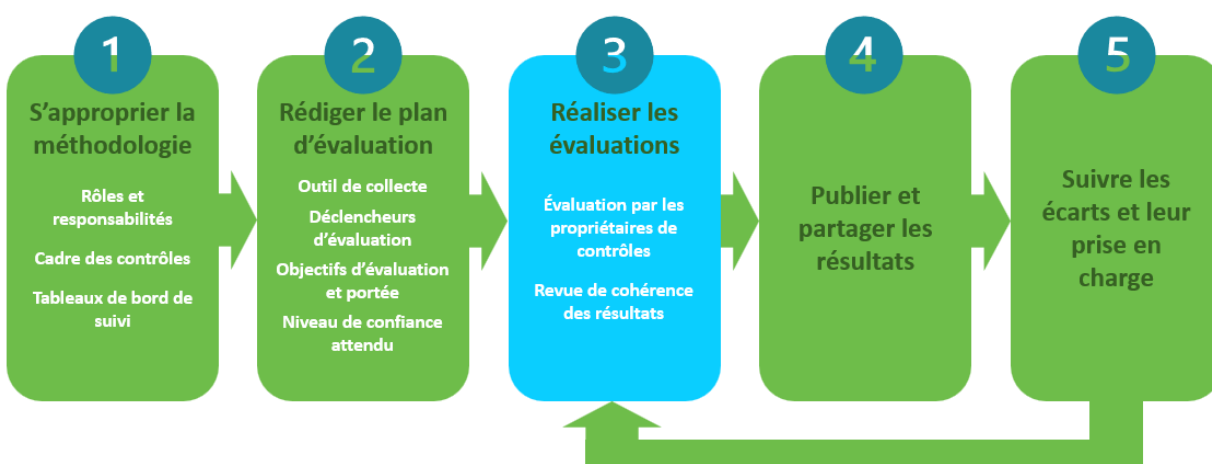 1
S'approprier la
méthodologie
Rôles et
responsabilités
Cadre des contrôles
Tableaux de bord de
suivi
2
Rédiger le plan
d'évaluation
Outil de collecte
Déclencheurs
d'évaluation
Objectifs d'évaluation
et portée
Niveau de confiance
attendu
3
Réaliser les
évaluations
Évaluation par les
propriétaires de
contrôles
Revue de cohérence
des résultats
4
Publier et
partager les
résultats
5
Suivre les
écarts et leur
prise en
charge